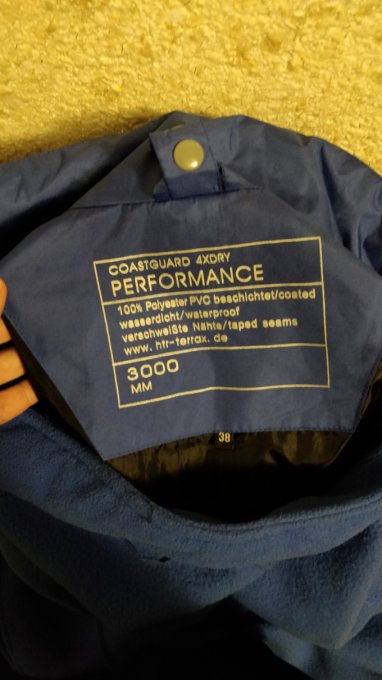 COASTGUARD 4XDRY
PERFORMANCE
100% Polyester PVC beschichtet/coated
wasserdicht/waterproof
verschweißte Nähte/taped seams
www.hfr-terrax.de
3000
MM
38